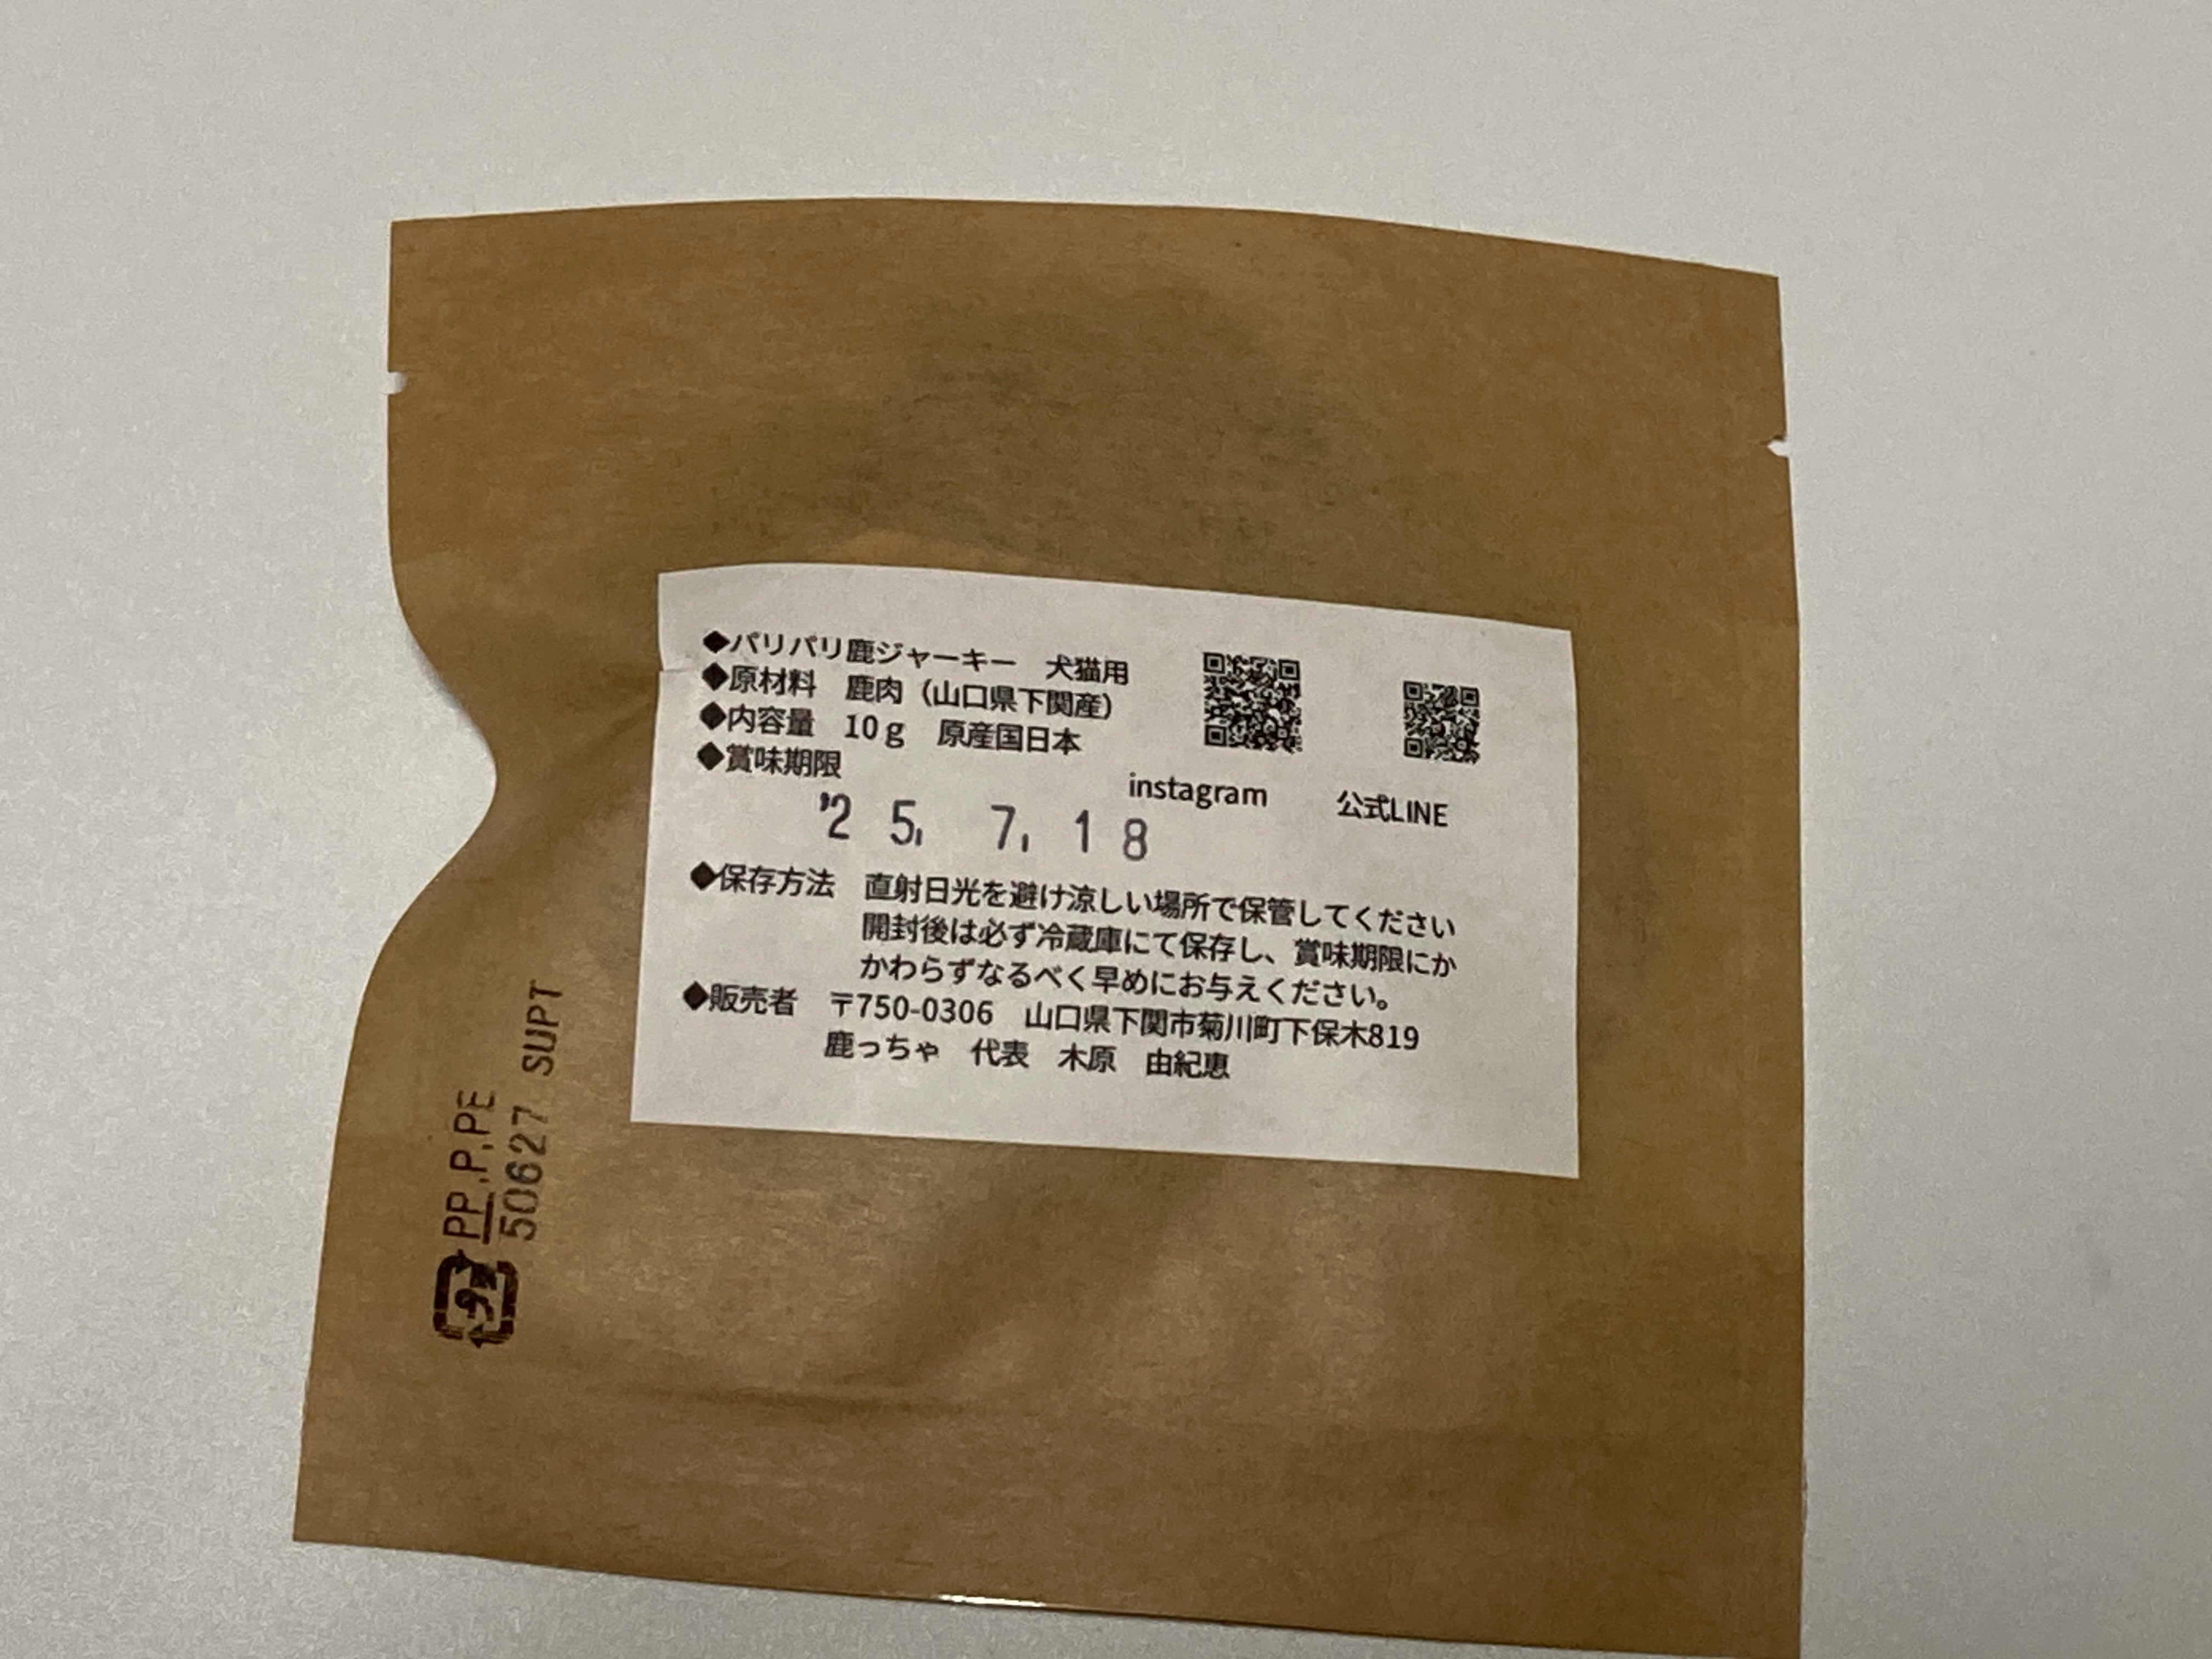 ◆パリパリ鹿ジャーキー　犬猫用
◆原材料　鹿肉（山口県下関産）
◆内容量　10ｇ　原産国日本
◆賞味期限
instagram　公式LINE
'25, 7, 18
◆保存方法　直射日光を避け涼しい場所で保管してください
開封後は必ず冷蔵庫にて保存し、賞味期限にか
かわらずなるべく早めにお与えください。
◆販売者　〒750-0306　山口県下関市菊川町下保木819
鹿っちゃ　代表　木原　由紀恵
プラ PP,P,PE
50627 SUPT